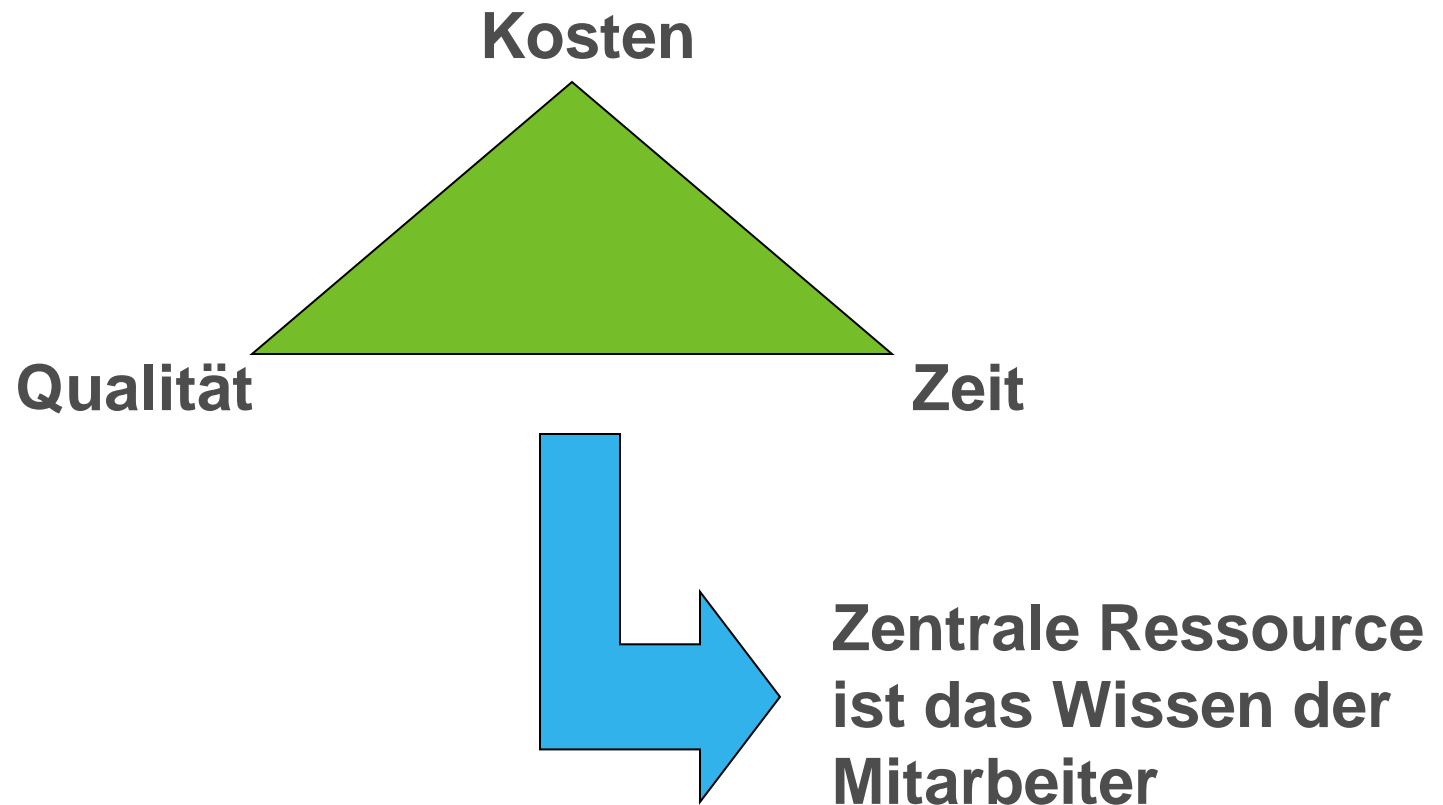 Kosten
Qualität
Zeit
Zentrale Ressource
ist das Wissen der
Mitarbeiter